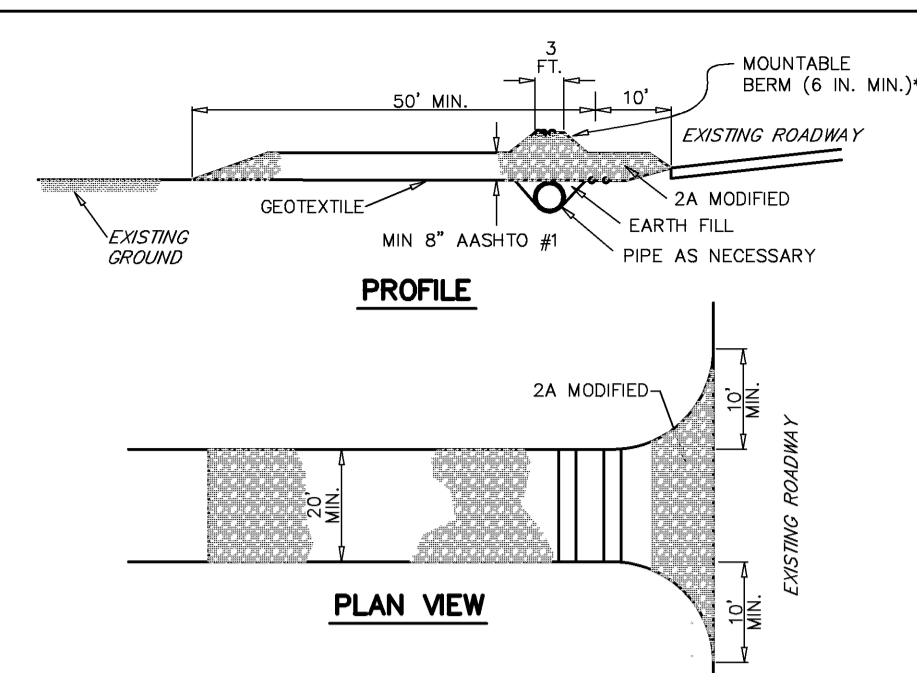 3
FT.
MOUNTABLE
BERM (6 IN. MIN.)*
50' MIN.
10'
EXISTING ROADWAY
GEOTEXTILE
2A MODIFIED
EARTH FILL
EXISTING
GROUND
MIN 8" AASHTO #1
PIPE AS NECESSARY
PROFILE
2A MODIFIED
10'
MIN.
20'
MIN.
EXISTING ROADWAY
10'
MIN.
PLAN VIEW